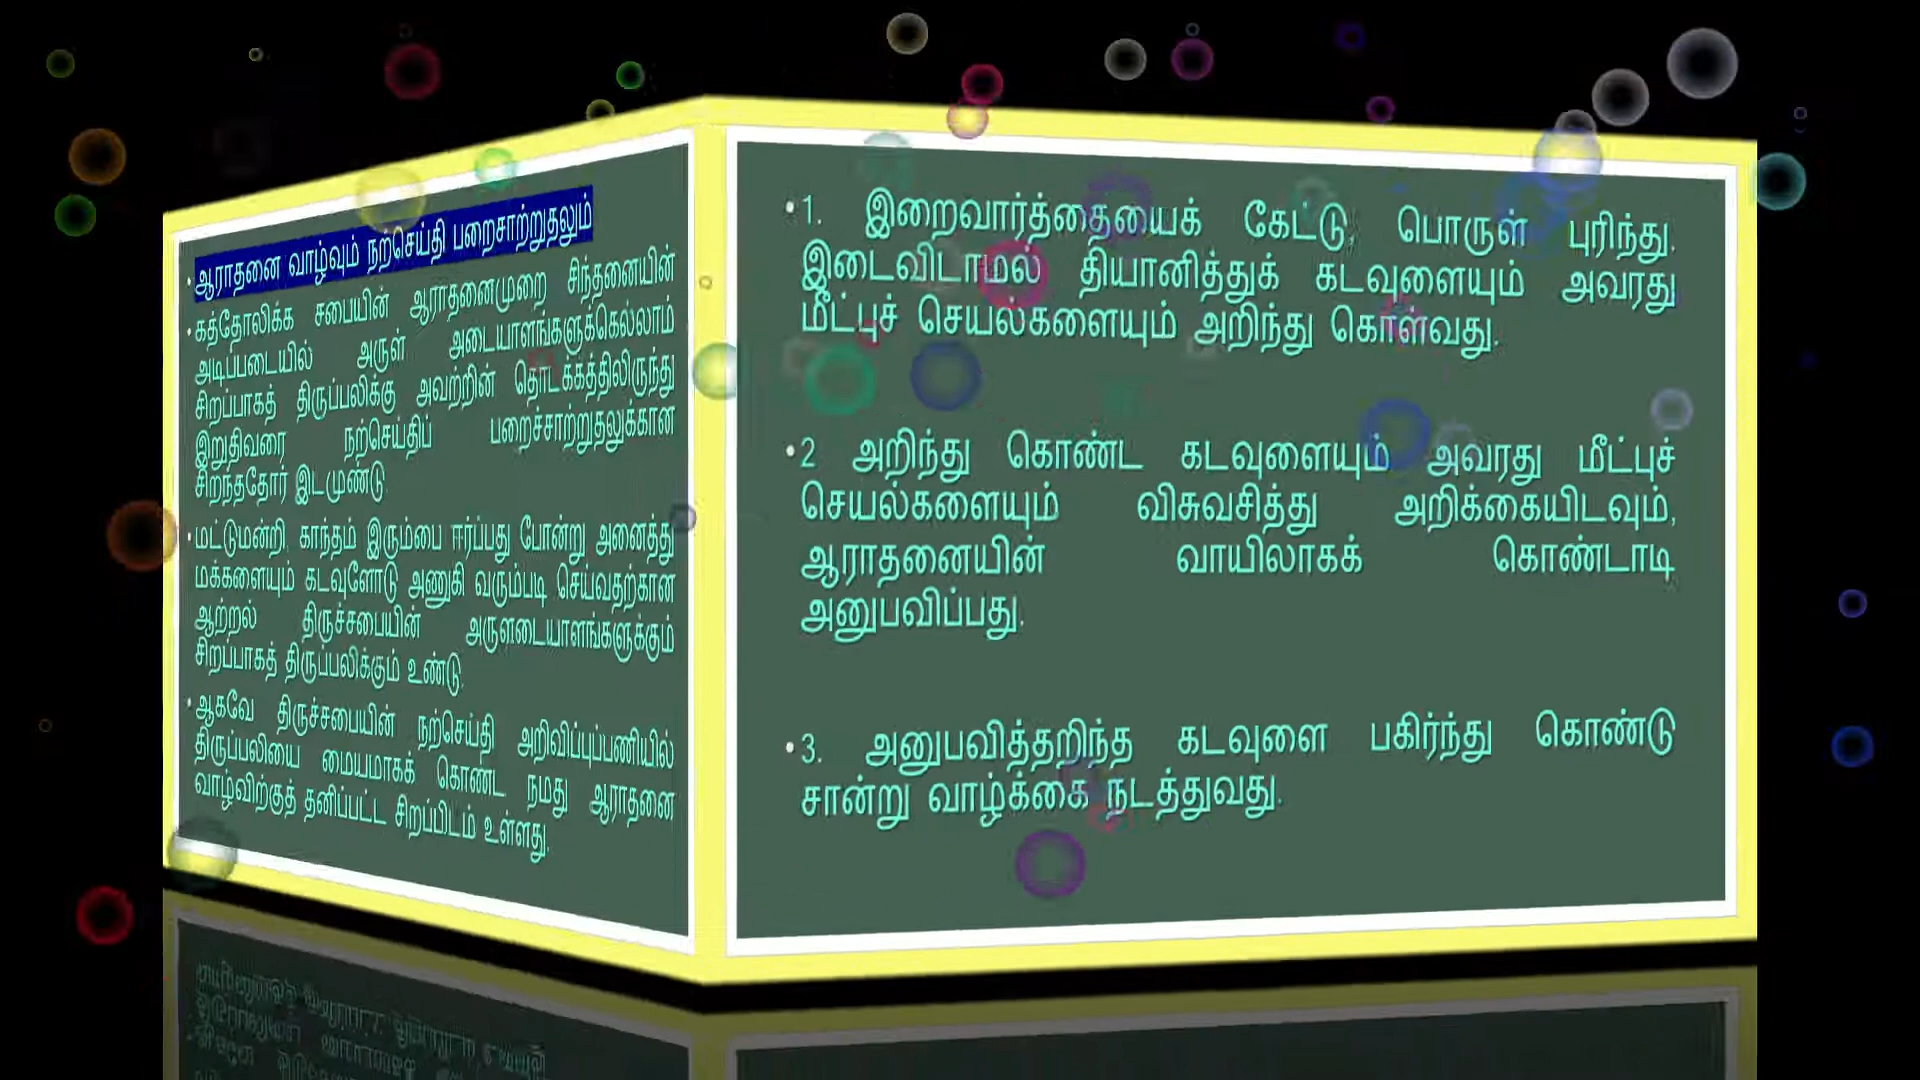 • ஆராதனை வாழ்வும் நற்செய்தி பறைசாற்றுதலும்
• கத்தோலிக்க சபையின் ஆராதனைமுறை சிந்தனையின்
அடிப்படையில் அருள் அடையாளங்களுக்கெல்லாம்
சிறப்பாகத் திருப்பலிக்கு அவற்றின் தொடக்கத்திலிருந்து
இறுதிவரை நற்செய்திப் பறைச்சாற்றுதலுக்கான
சிறந்ததோர் இடமுண்டு.
• மட்டுமன்றி, காந்தம் இரும்பை ஈர்ப்பது போன்று அனைத்து
மக்களையும் கடவுளோடு அணுகி வரும்படி செய்வதற்கான
ஆற்றல் திருச்சபையின் அருளடையாளங்களுக்கும்
சிறப்பாகத் திருப்பலிக்கும் உண்டு.
• ஆகவே திருச்சபையின் நற்செய்தி அறிவிப்புப்பணியில்
திருப்பலியை மையமாகக் கொண்ட நமது ஆராதனை
வாழ்விற்குத் தனிப்பட்ட சிறப்பிடம் உள்ளது.
• 1. இறைவார்த்தையைக் கேட்டு, பொருள் புரிந்து.
இடைவிடாமல் தியானித்துக் கடவுளையும் அவரது
மீட்புச் செயல்களையும் அறிந்து கொள்வது.
• 2 அறிந்து கொண்ட கடவுளையும் அவரது மீட்புச்
செயல்களையும் விசுவசித்து அறிக்கையிடவும்,
ஆராதனையின் வாயிலாகக் கொண்டாடி
அனுபவிப்பது.
• 3. அனுபவித்தறிந்த கடவுளை பகிர்ந்து கொண்டு
சான்று வாழ்க்கை நடத்துவது.